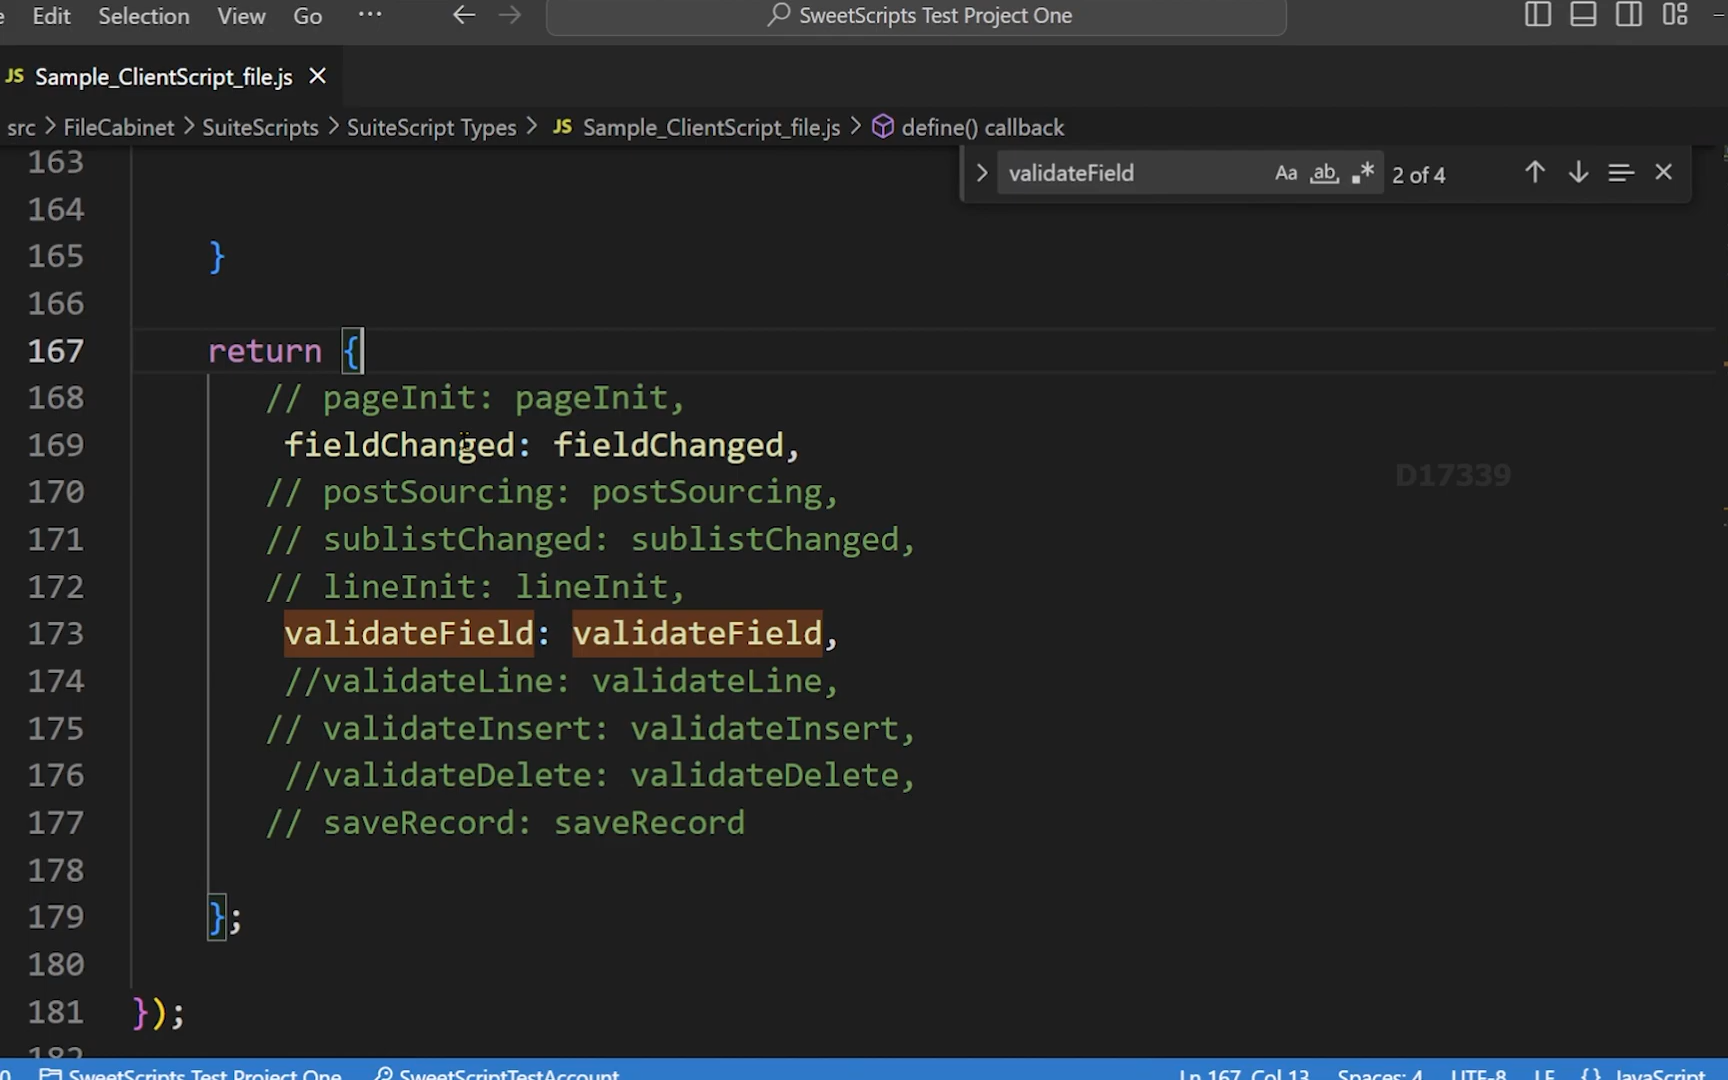 Edit Selection View Go ··· SweetScripts Test Project One
JS Sample_ClientScript_file.js
src > FileCabinet > SuiteScripts > SuiteScript Types > JS Sample_ClientScript_file.js > define() callback
validateField Aa ab 2 of 4
163
164
165 }
166
167 return {
168 // pageInit: pageInit,
169 fieldChanged: fieldChanged,
D17339
170 // postSourcing: postSourcing,
171 // sublistChanged: sublistChanged,
172 // lineInit: lineInit,
173 validateField: validateField,
174 //validateLine: validateLine,
175 // validateInsert: validateInsert,
176 //validateDelete: validateDelete,
177 // saveRecord: saveRecord
178
179 };
180
181 });
182
SweetScripts Test Project One SweetScriptTestAccount Ln 167, Col 13 Spaces: 4 UTF-8 LF {} JavaScript